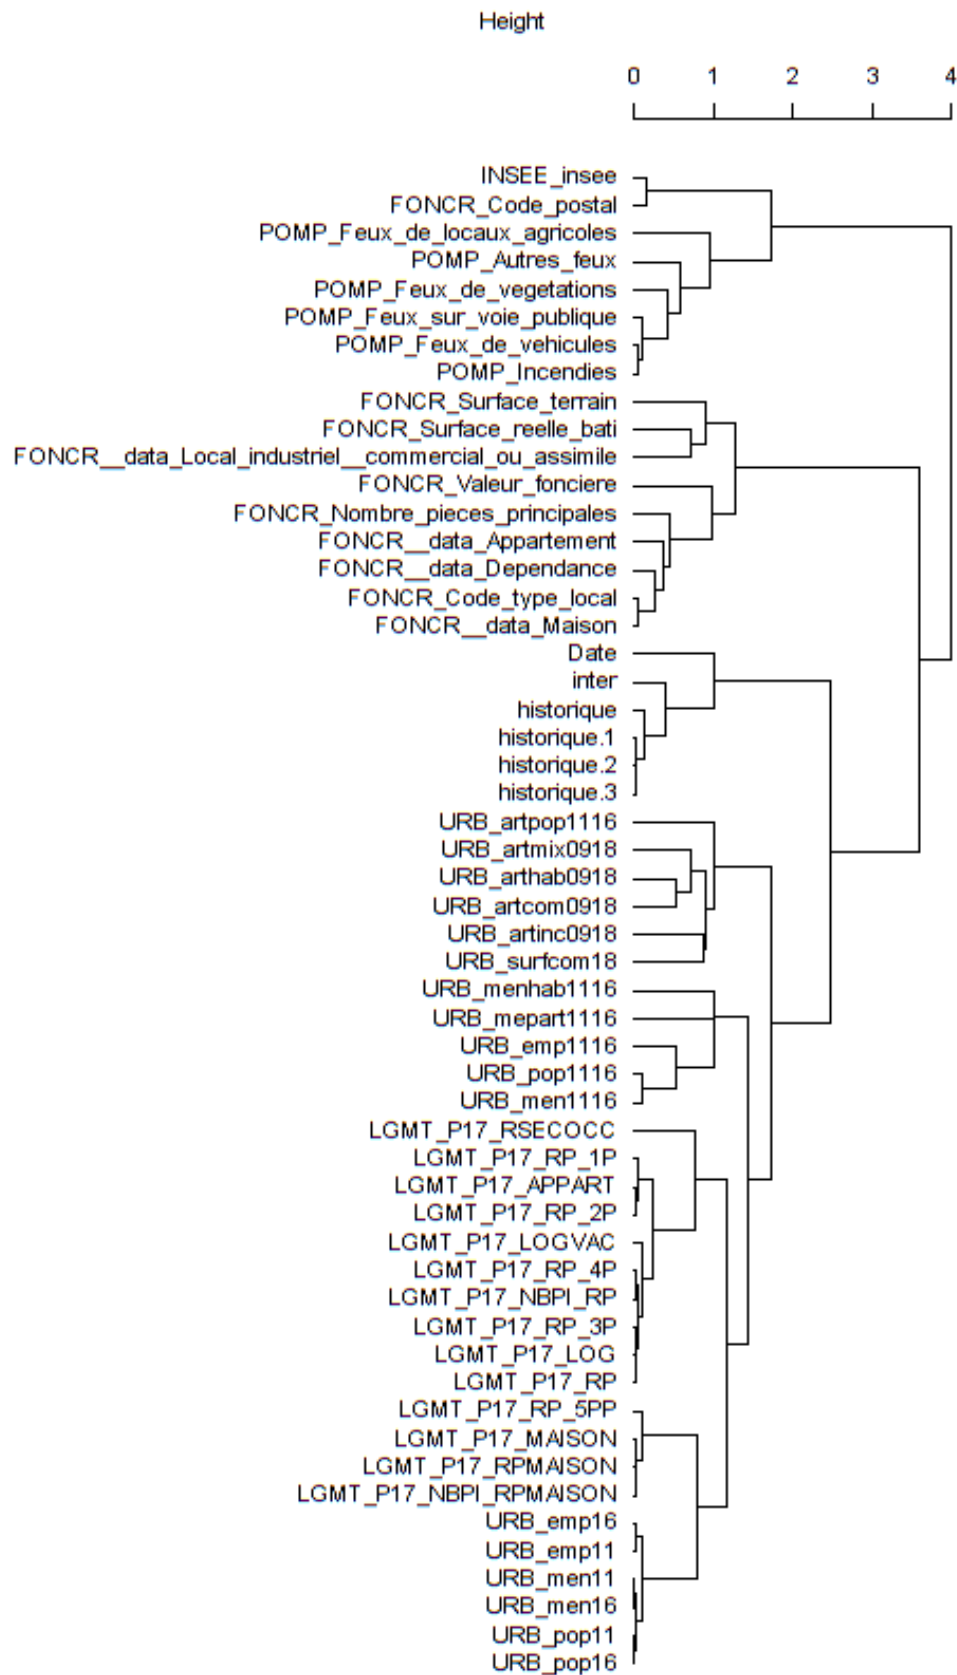 Height
0 1 2 3 4
INSEE_insee
FONCR_Code_postal
POMP_Feux_de_locaux_agricoles
POMP_Autres_feux
POMP_Feux_de_vegetations
POMP_Feux_sur_voie_publique
POMP_Feux_de_vehicules
POMP_Incendies
FONCR_Surface_terrain
FONCR_Surface_reelle_bati
FONCR__data_Local_industriel__commercial_ou_assimile
FONCR_Valeur_fonciere
FONCR_Nombre_pieces_principales
FONCR__data_Appartement
FONCR__data_Dependance
FONCR_Code_type_local
FONCR__data_Maison
Date
inter
historique
historique.1
historique.2
historique.3
URB_artpop1116
URB_artmix0918
URB_arthab0918
URB_artcom0918
URB_artinc0918
URB_surfcom18
URB_menhab1116
URB_mepart1116
URB_emp1116
URB_pop1116
URB_men1116
LGMT_P17_RSECOCC
LGMT_P17_RP_1P
LGMT_P17_APPART
LGMT_P17_RP_2P
LGMT_P17_LOGVAC
LGMT_P17_RP_4P
LGMT_P17_NBPI_RP
LGMT_P17_RP_3P
LGMT_P17_LOG
LGMT_P17_RP
LGMT_P17_RP_5PP
LGMT_P17_MAISON
LGMT_P17_RPMAISON
LGMT_P17_NBPI_RPMAISON
URB_emp16
URB_emp11
URB_men11
URB_men16
URB_pop11
URB_pop16